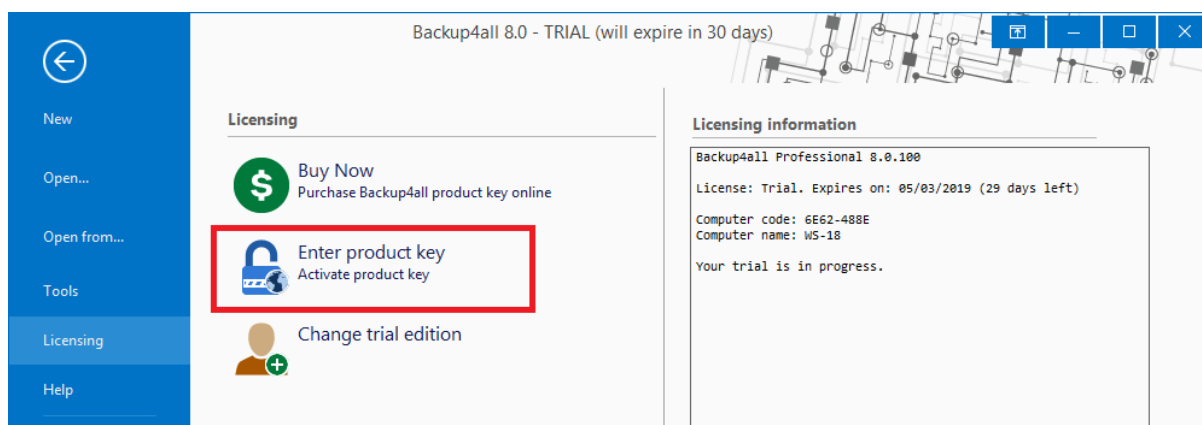 Backup4all 8.0 - TRIAL (will expire in 30 days)
New
Open...
Open from...
Tools
Licensing
Help
Licensing
Buy Now
Purchase Backup4all product key online
Enter product key
Activate product key
Change trial edition
Licensing information
Backup4all Professional 8.0.100
License: Trial. Expires on: 05/03/2019 (29 days left)
Computer code: 6E62-488E
Computer name: WS-18
Your trial is in progress.